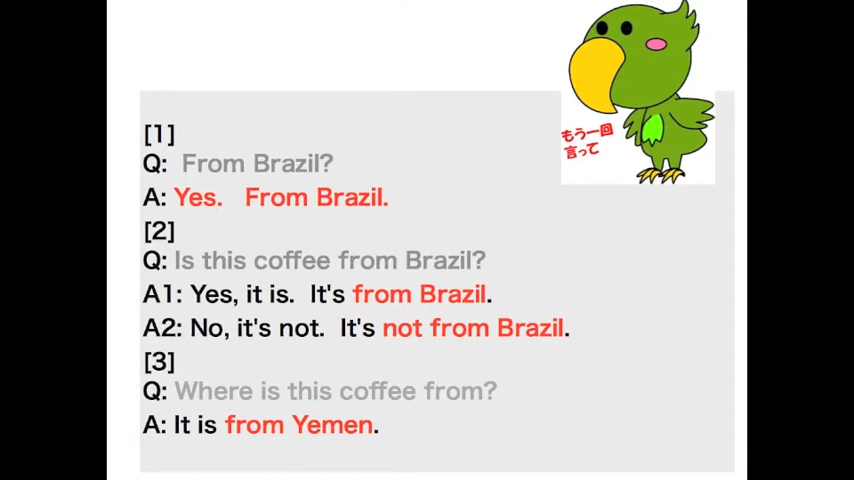 もう一回
言って
[1]
Q: From Brazil?
A: Yes. From Brazil.
[2]
Q: Is this coffee from Brazil?
A1: Yes, it is. It's from Brazil.
A2: No, it's not. It's not from Brazil.
[3]
Q: Where is this coffee from?
A: It is from Yemen.